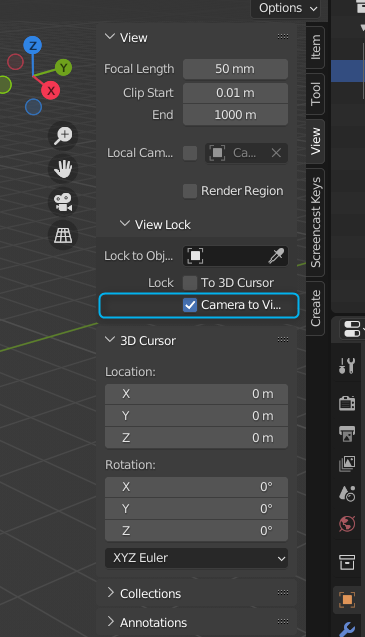 Options
View
Focal Length 50 mm
Clip Start 0.01 m
End 1000 m
Local Cam... Ca...
Render Region
View Lock
Lock to Obj...
Lock To 3D Cursor
Camera to Vi...
3D Cursor
Location:
X 0 m
Y 0 m
Z 0 m
Rotation:
X 0°
Y 0°
Z 0°
XYZ Euler
Collections
Annotations
Z
Y
X
Item
Tool
View
Screencast Keys
Create